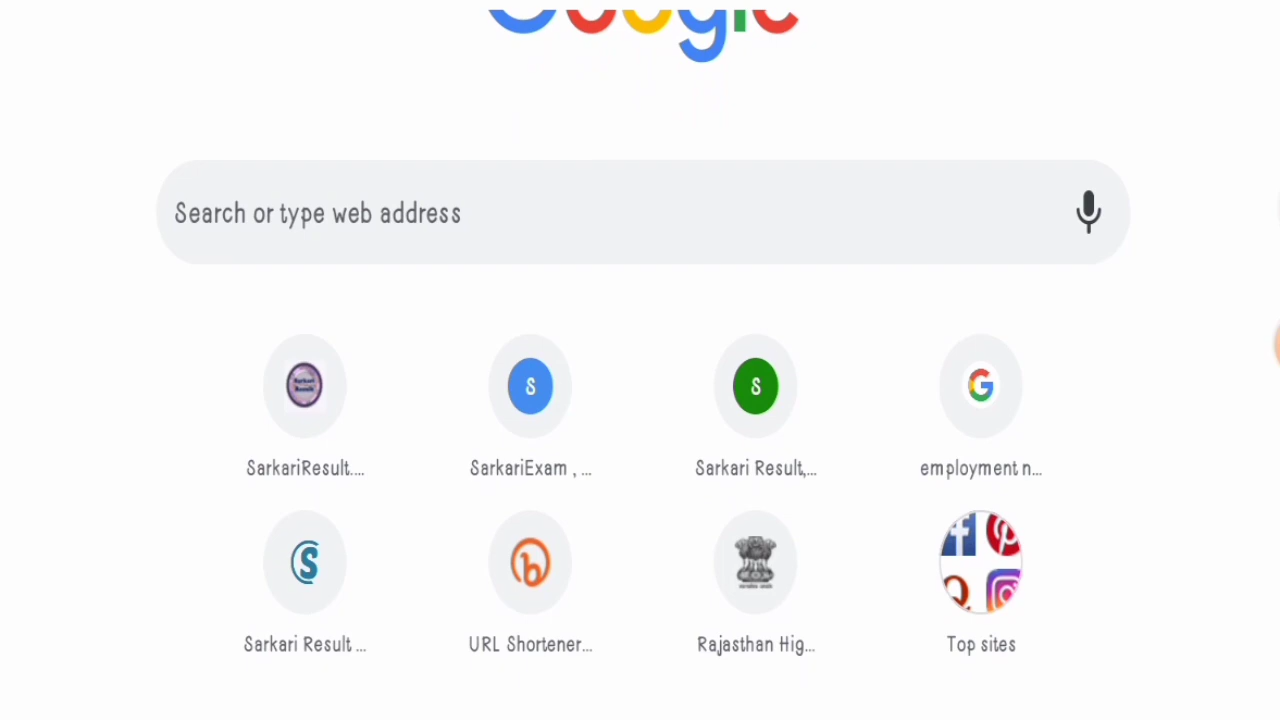 Google
Search or type web address
SarkariResult....
SarkariExam , ...
Sarkari Result,...
employment n...
Sarkari Result ...
URL Shortener...
Rajasthan Hig...
Top sites